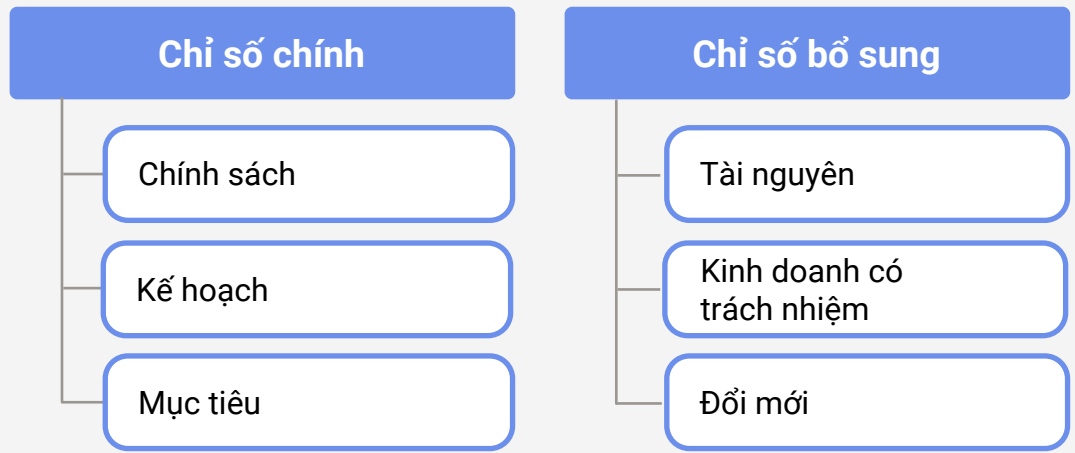 Chỉ số chính
Chính sách
Kế hoạch
Mục tiêu
Chỉ số bổ sung
Tài nguyên
Kinh doanh có
trách nhiệm
Đổi mới